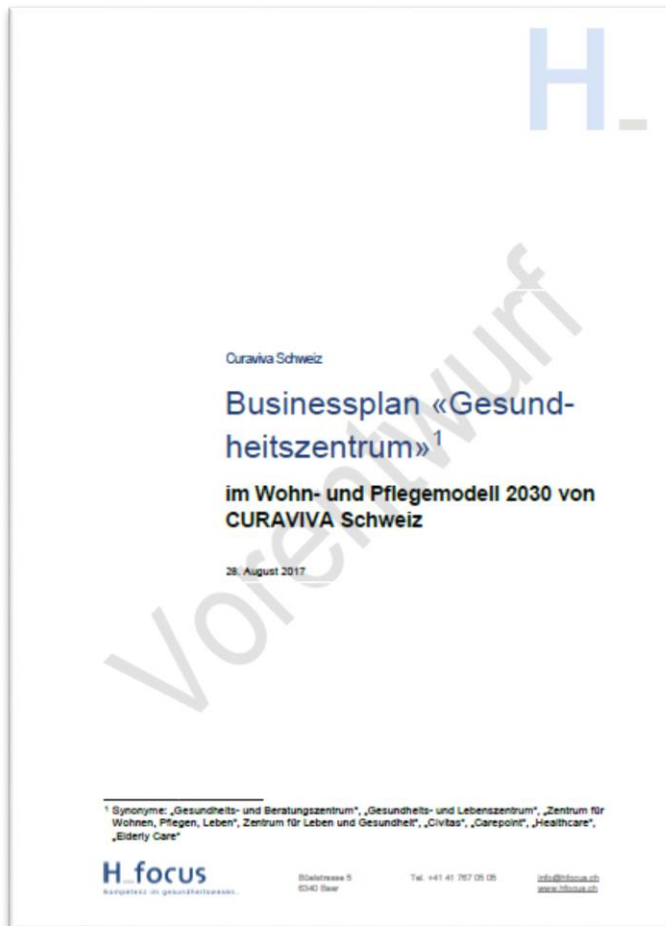 H_
Vorentwurf
Curaviva Schweiz
Businessplan «Gesund-
heitszentrum»¹
im Wohn- und Pflegemodell 2030 von
CURAVIVA Schweiz
28. August 2017
¹ Synonyme: „Gesundheits- und Beratungszentrum", „Gesundheits- und Lebenszentrum", „Zentrum für
Wohnen, Pflegen, Leben", Zentrum für Leben und Gesundheit", „Civitas", „Carepoint", „Healthcare",
„Elderly Care"
H_focus
kompetenz im gesundheitswesen.
Tel. +41 41 767 05 05
info@hfocus.ch
6340 Baar
www.hfocus.ch